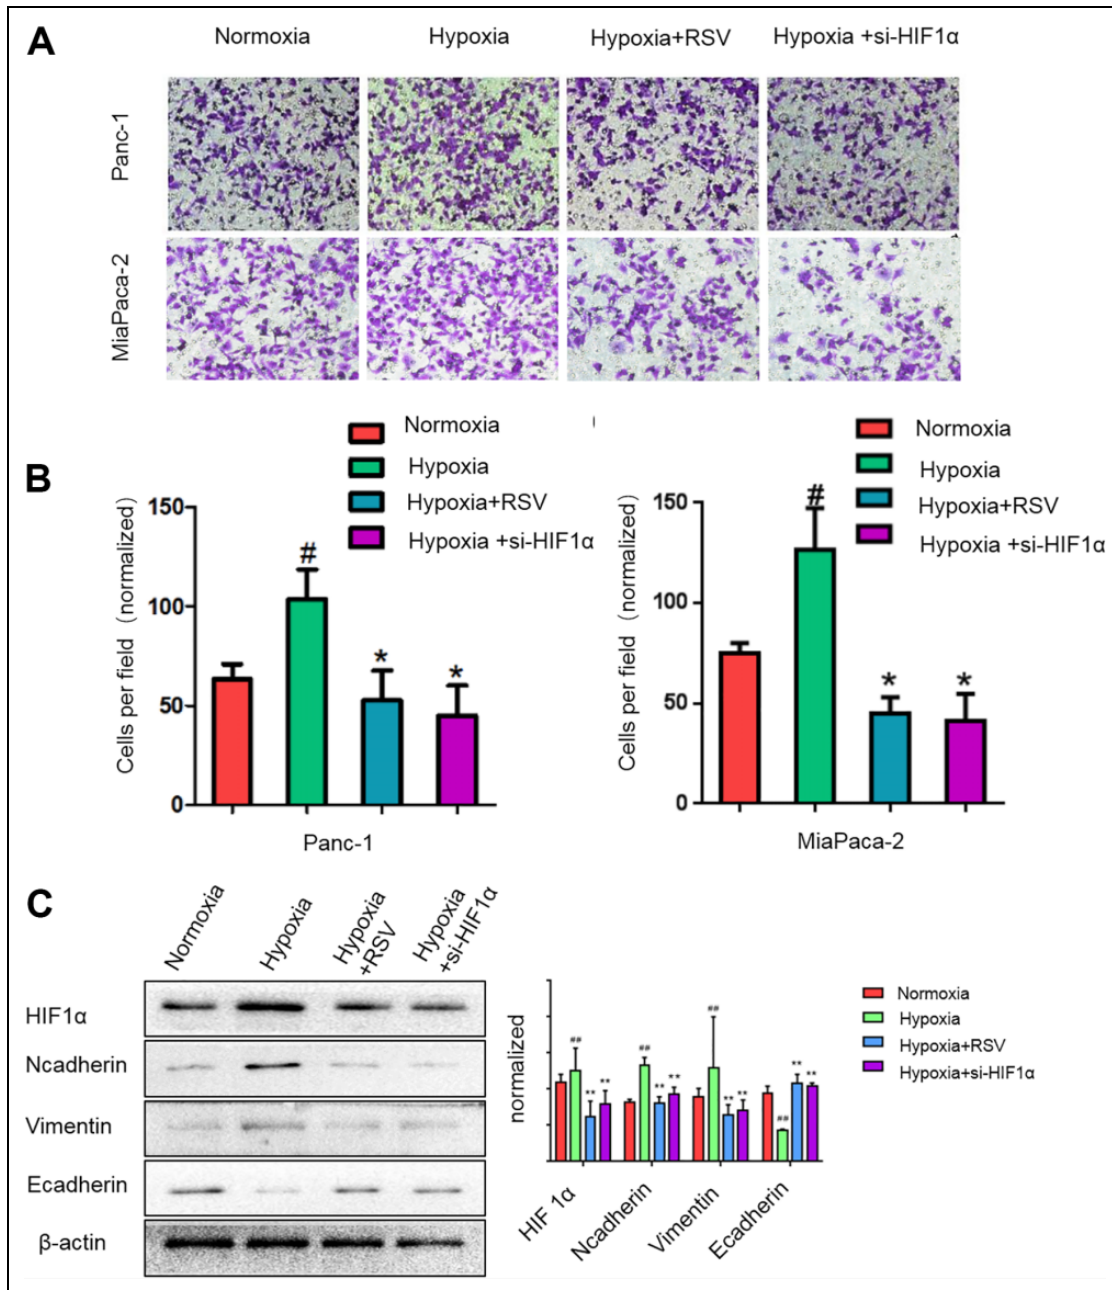 A
Normoxia
Hypoxia
Hypoxia+RSV
Hypoxia +si-HIF1α
Panc-1
MiaPaca-2
B
Normoxia
Hypoxia
Hypoxia+RSV
Hypoxia +si-HIF1α
Cells per field (normalized)
150
100
50
0
#
*
*
Panc-1
Normoxia
Hypoxia
Hypoxia+RSV
Hypoxia +si-HIF1α
Cells per field (normalized)
150
100
50
0
#
*
*
MiaPaca-2
C
Normoxia
Hypoxia
Hypoxia
+RSV
Hypoxia
+si-HIF1α
HIF1α
Ncadherin
Vimentin
Ecadherin
β-actin
normalized
##
**
**
##
**
**
##
**
**
##
**
**
HIF 1α
Ncadherin
Vimentin
Ecadherin
Normoxia
Hypoxia
Hypoxia+RSV
Hypoxia+si-HIF1α